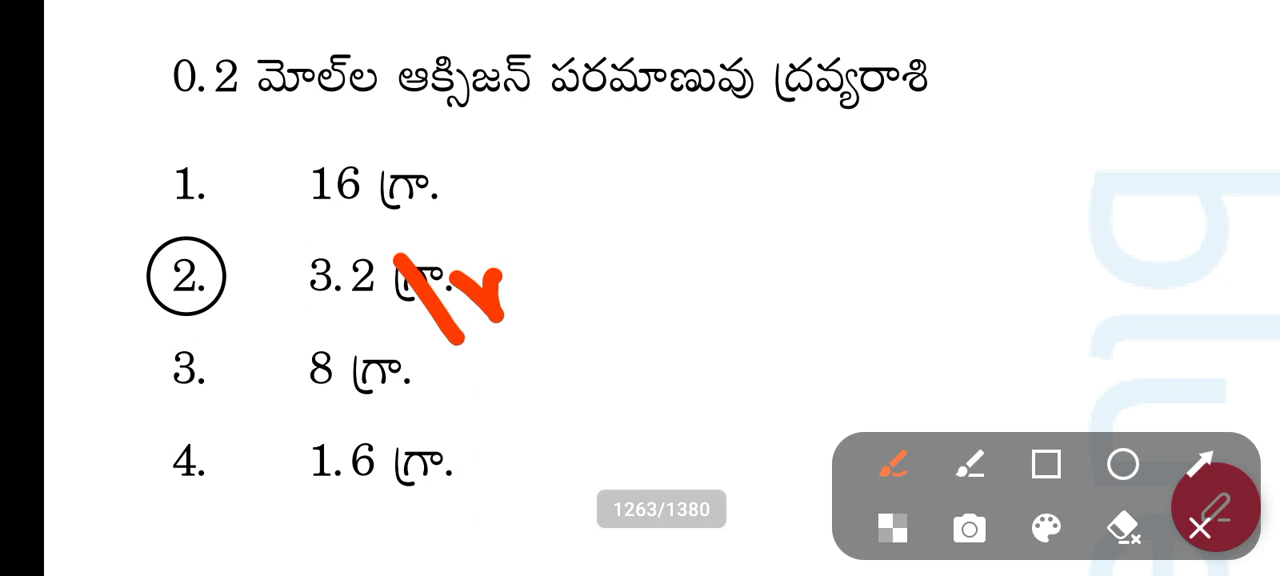 0.2 మోల్‌ల ఆక్సిజన్ పరమాణువు ద్రవ్యరాశి
1. 16 గ్రా.
2. 3.2 గ్రా.
3. 8 గ్రా.
4. 1.6 గ్రా.
1263/1380